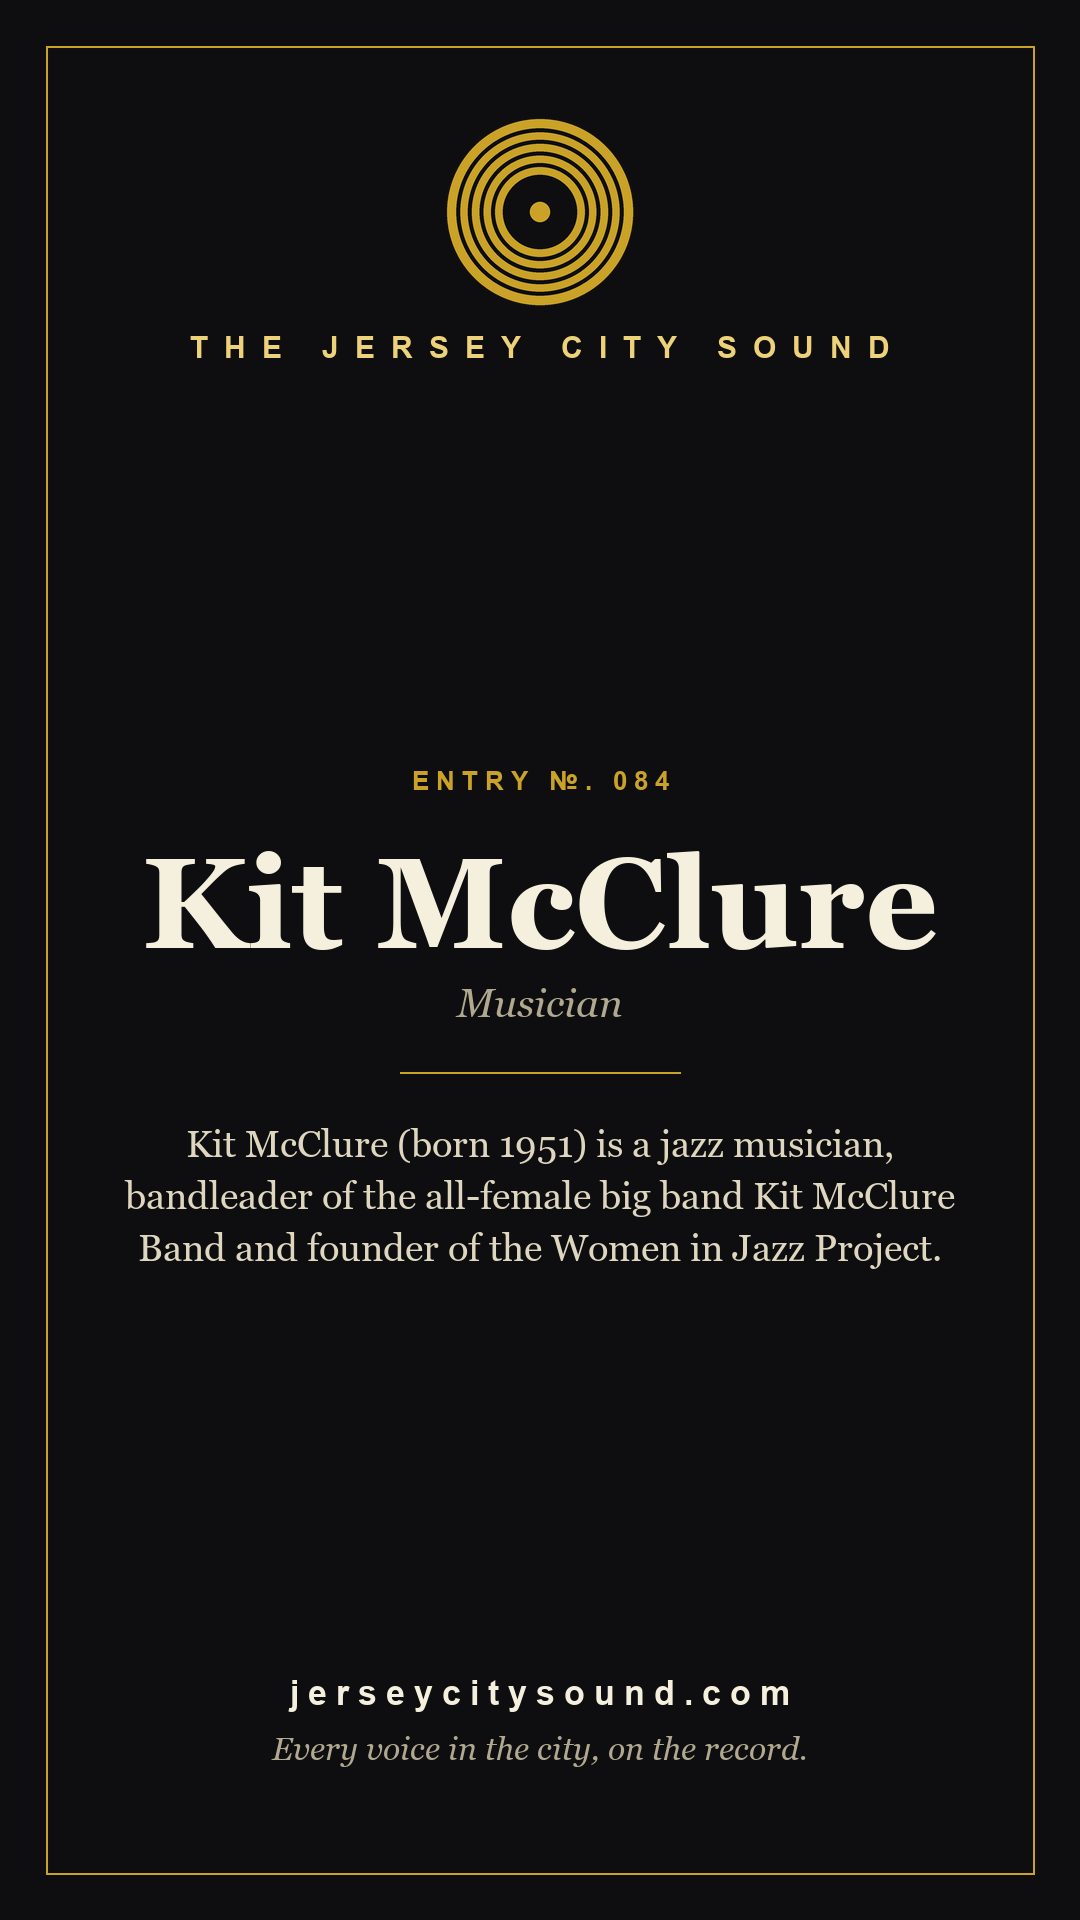 THE JERSEY CITY SOUND
ENTRY №. 084
Kit McClure
Musician
Kit McClure (born 1951) is a jazz musician,
bandleader of the all-female big band Kit McClure
Band and founder of the Women in Jazz Project.
jerseycitysound.com
Every voice in the city, on the record.